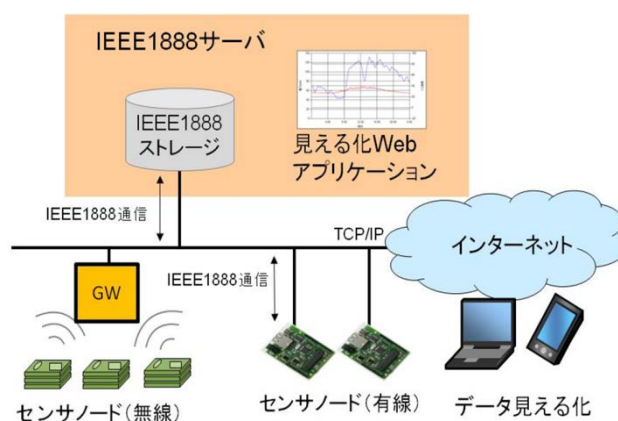 IEEE1888サーバ
IEEE1888
ストレージ
見える化Web
アプリケーション
IEEE1888通信
TCP/IP
インターネット
GW
IEEE1888通信
センサノード(無線)
センサノード(有線)
データ見える化